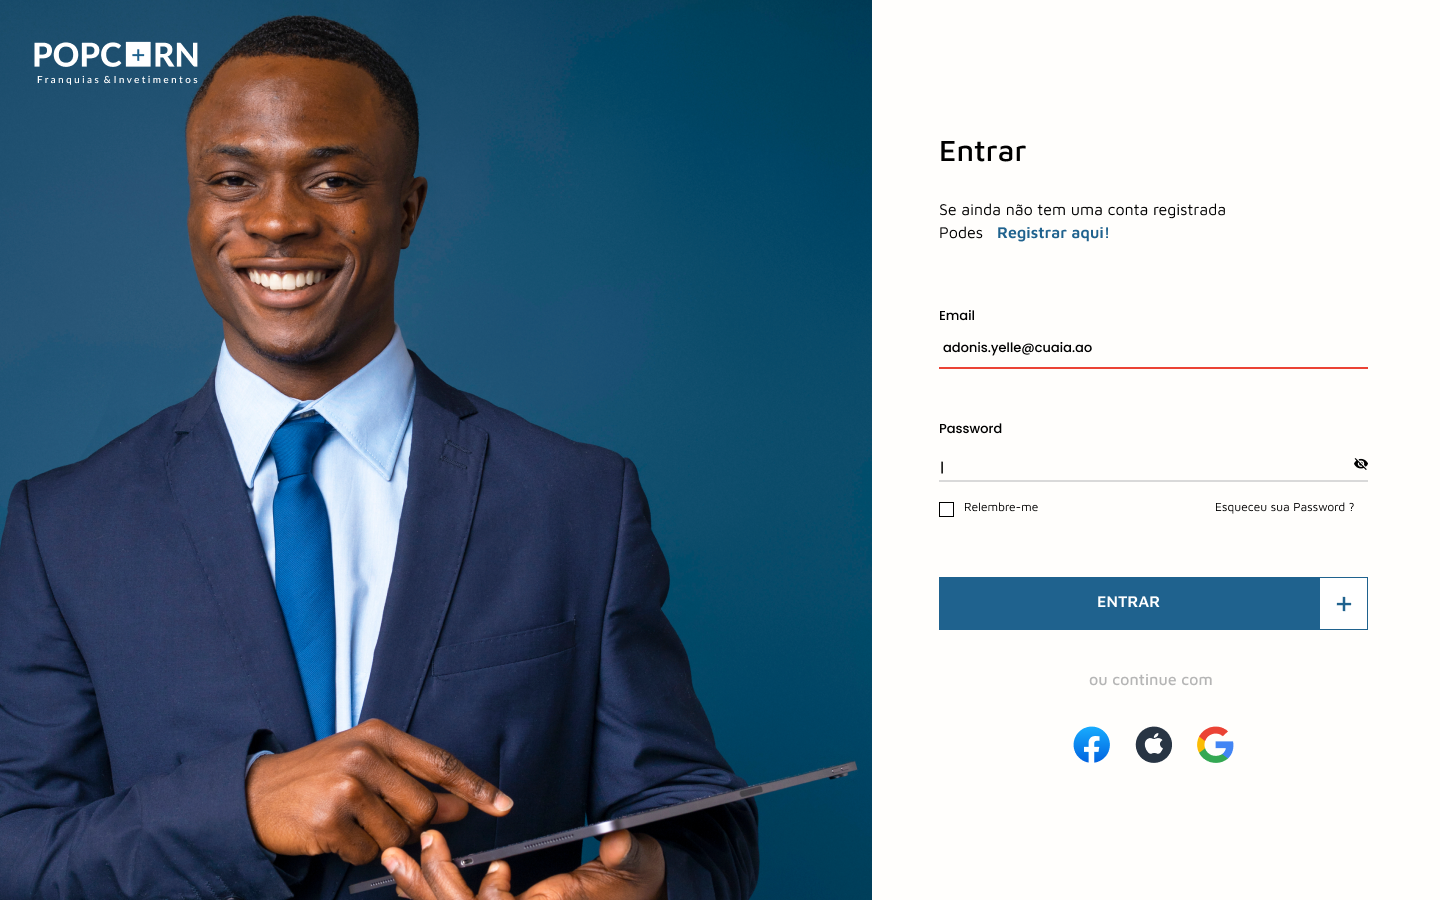 POPC+RN
Franquias & Invetimentos
Entrar
Se ainda não tem uma conta registrada
Podes Registrar aqui!
Email
adonis.yelle@cuaia.ao
Password
Relembre-me
Esqueceu sua Password ?
ENTRAR +
ou continue com